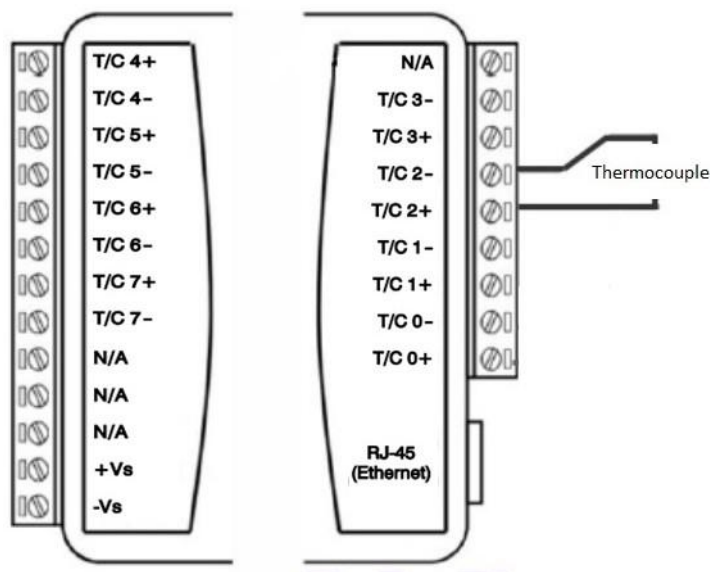 T/C 4+
T/C 4-
T/C 5+
T/C 5-
T/C 6+
T/C 6-
T/C 7+
T/C 7-
N/A
N/A
N/A
+Vs
-Vs
N/A
T/C 3-
T/C 3+
T/C 2-
T/C 2+
T/C 1-
T/C 1+
T/C 0-
T/C 0+
RJ-45
(Ethernet)
Thermocouple